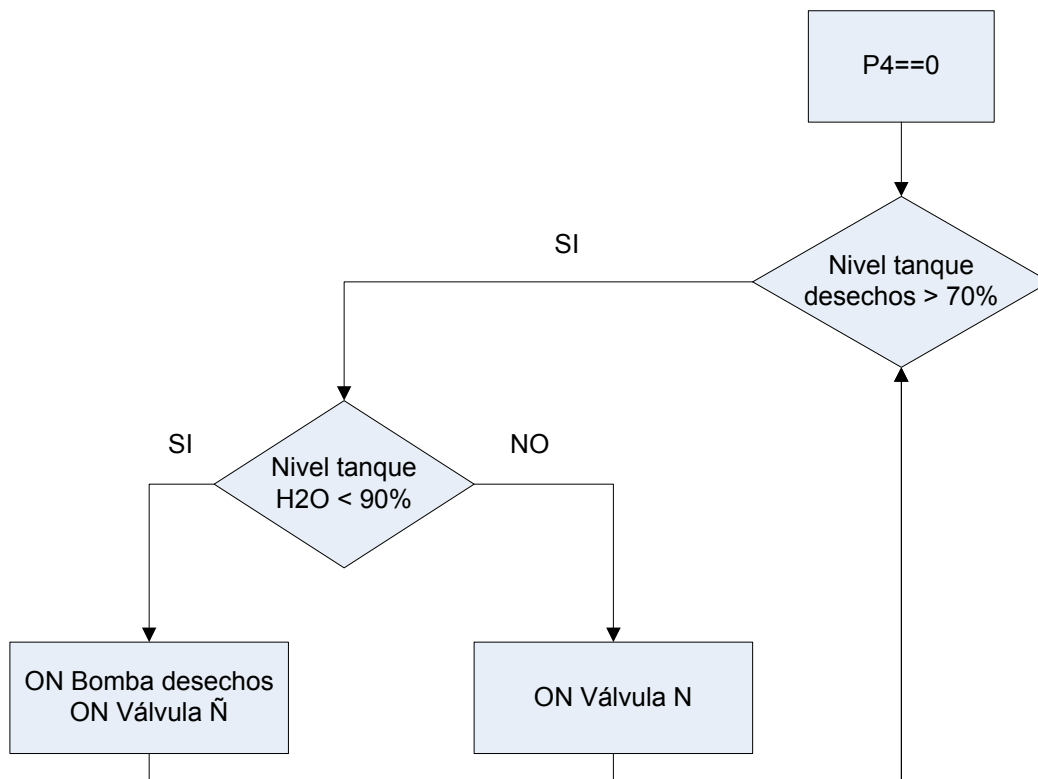 P4==0
SI
Nivel tanque
desechos > 70%
SI
NO
Nivel tanque
H2O < 90%
ON Bomba desechos
ON Válvula Ñ
ON Válvula N